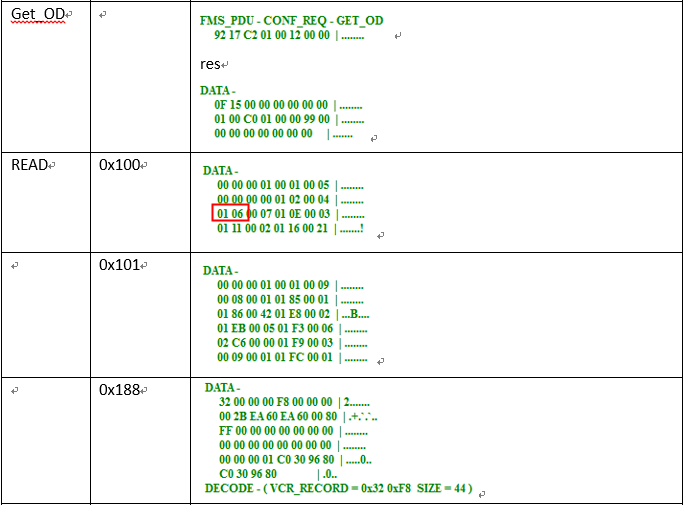 Get_OD
FMS_PDU - CONF_REQ - GET_OD
92 17 C2 01 00 12 00 00 | ........
res
DATA -
0F 15 00 00 00 00 00 00 | ........
01 00 C0 01 00 00 99 00 | ........
00 00 00 00 00 00 00 | .......
READ 0x100
DATA -
00 00 00 01 00 01 00 05 | ........
00 00 00 00 01 02 00 04 | ........
01 06 00 07 01 0E 00 03 | ........
01 11 00 02 01 16 00 21 | .......!
0x101
DATA -
00 00 00 01 00 01 00 09 | ........
00 08 00 01 01 85 00 01 | ........
01 86 00 42 01 E8 00 02 | ...B....
01 EB 00 05 01 F3 00 06 | ........
02 C6 00 00 01 F9 00 03 | ........
00 09 00 01 01 FC 00 01 | ........
0x188
DATA -
32 00 00 00 F8 00 00 00 | 2.......
00 2B EA 60 EA 60 00 80 | .+.`.`..
FF 00 00 00 00 00 00 00 | ........
00 00 00 00 00 00 00 00 | ........
00 00 00 01 C0 30 96 80 | .....0..
C0 30 96 80 | .0..
DECODE - ( VCR_RECORD = 0x32 0xF8 SIZE = 44 )